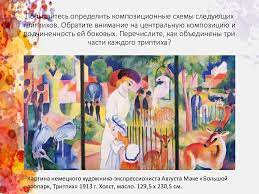 Попытайтесь определить композиционные схемы следующих
триптихов. Обратите внимание на центральную композицию и
подчиненность ей боковых. Перечислите, как объединены три
части каждого триптиха?
Картина немецкого художника-экспрессиониста Августа Маке «Большой
зоопарк, Триптих» 1913 г. Холст, масло. 129,5 x 230,5 см.